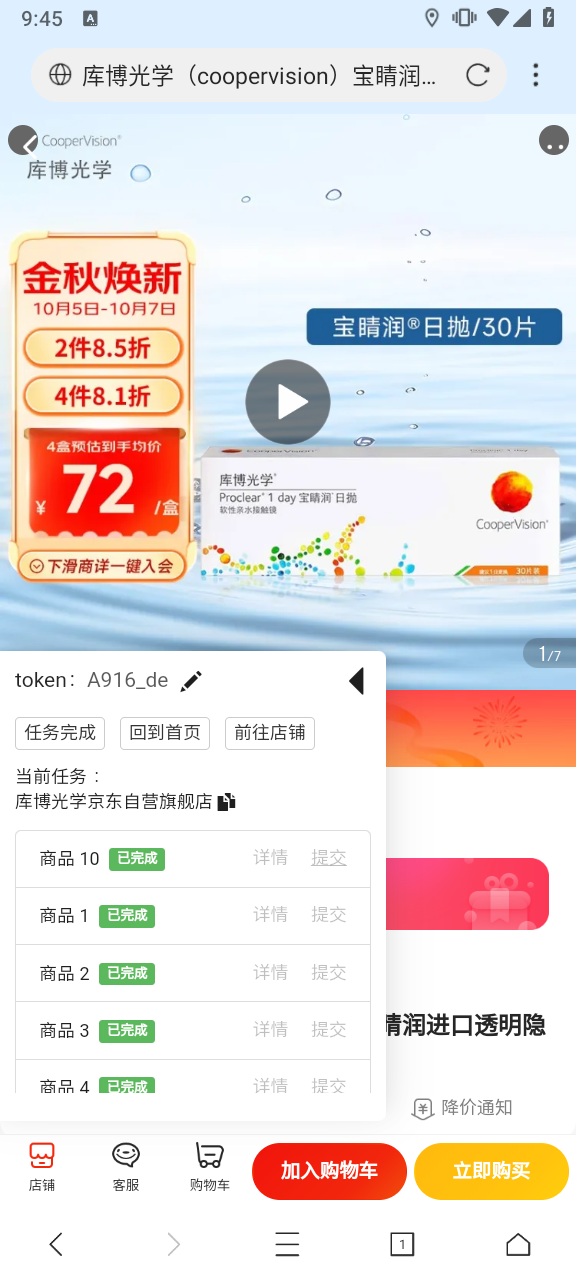 9:45
A
库博光学（coopervision）宝晴润...
CooperVision®
库博光学
金秋焕新
10月5日-10月7日
2件8.5折
4件8.1折
4盒预估到手均价
¥ 72 /盒
下滑商详一键入会
宝晴润®日抛/30片
库博光学®
Proclear® 1 day 宝晴润®日抛
软性亲水接触镜
CooperVision®
30片装
1/7
token： A916_de
任务完成
回到首页
前往店铺
当前任务：
库博光学京东自营旗舰店
商品 10 已完成 详情 提交
商品 1 已完成 详情 提交
商品 2 已完成 详情 提交
商品 3 已完成 详情 提交
商品 4 已完成 详情 提交
晴润进口透明隐
降价通知
店铺
客服
购物车
加入购物车
立即购买
1